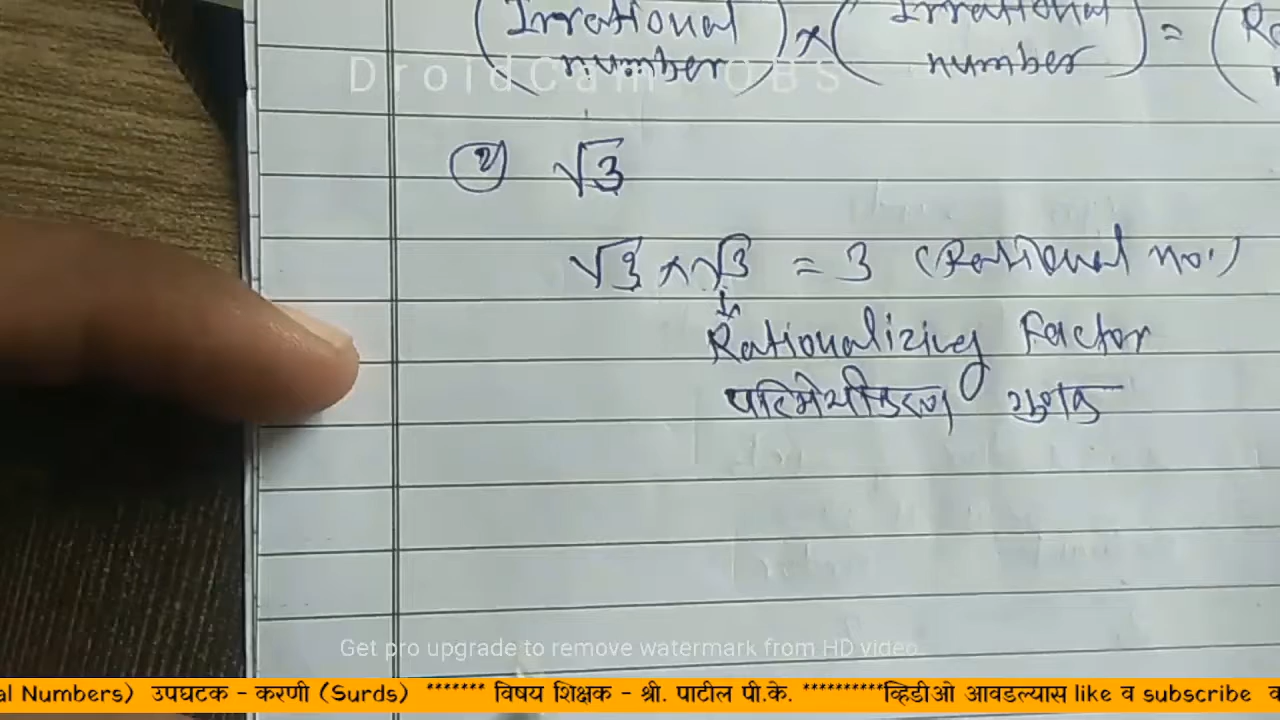 (Irrational number) × (Irrational number) = (
DroidCam OBS
② √3
√3 × √3 = 3 (Rational no.)
↓
Rationalizing Factor
परिमेयीकरण गुणक
Get pro upgrade to remove watermark from HD video
al Numbers) उपघटक - करणी (Surds) ******* विषय शिक्षक - श्री. पाटील पी.के. **********व्हिडीओ आवडल्यास like व subscribe